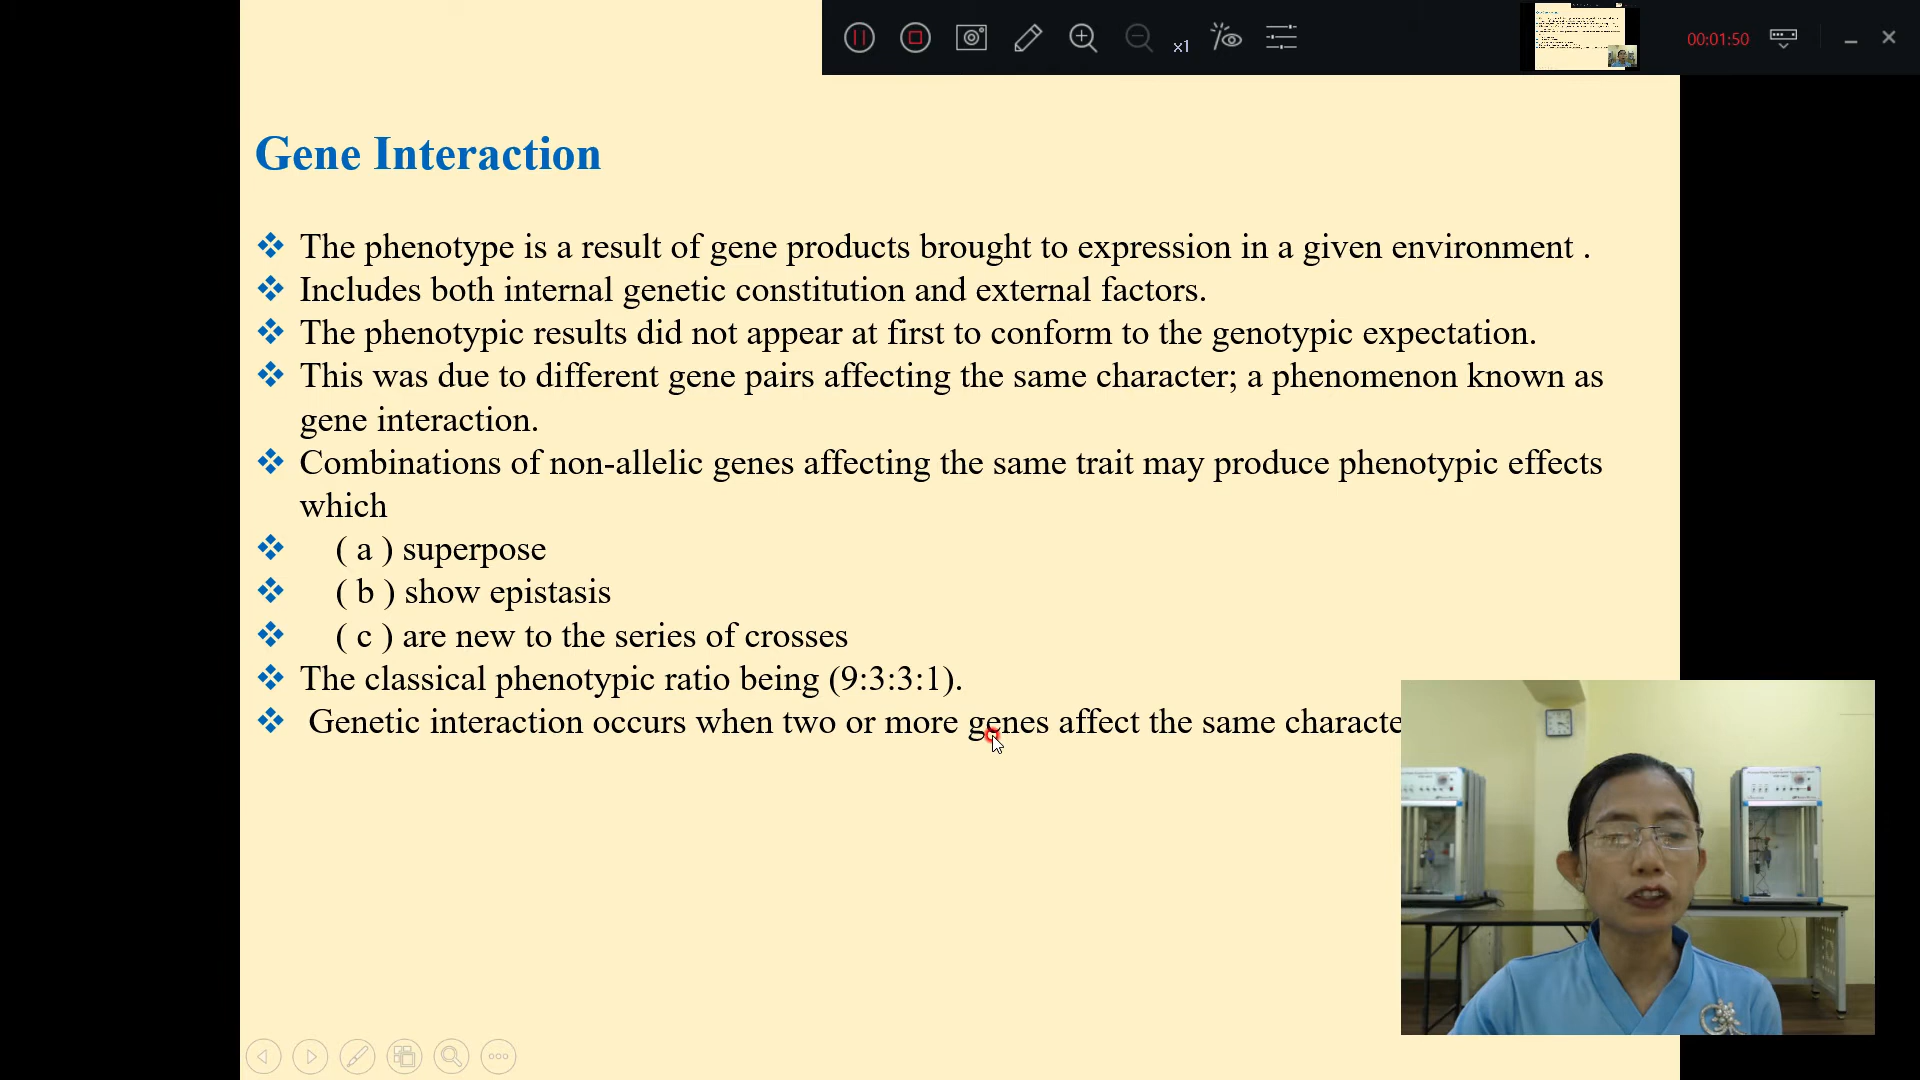 x1
00:01:50
Gene Interaction
The phenotype is a result of gene products brought to expression in a given environment .
Includes both internal genetic constitution and external factors.
The phenotypic results did not appear at first to conform to the genotypic expectation.
This was due to different gene pairs affecting the same character; a phenomenon known as
gene interaction.
Combinations of non-allelic genes affecting the same trait may produce phenotypic effects
which
( a ) superpose
( b ) show epistasis
( c ) are new to the series of crosses
The classical phenotypic ratio being (9:3:3:1).
Genetic interaction occurs when two or more genes affect the same characte